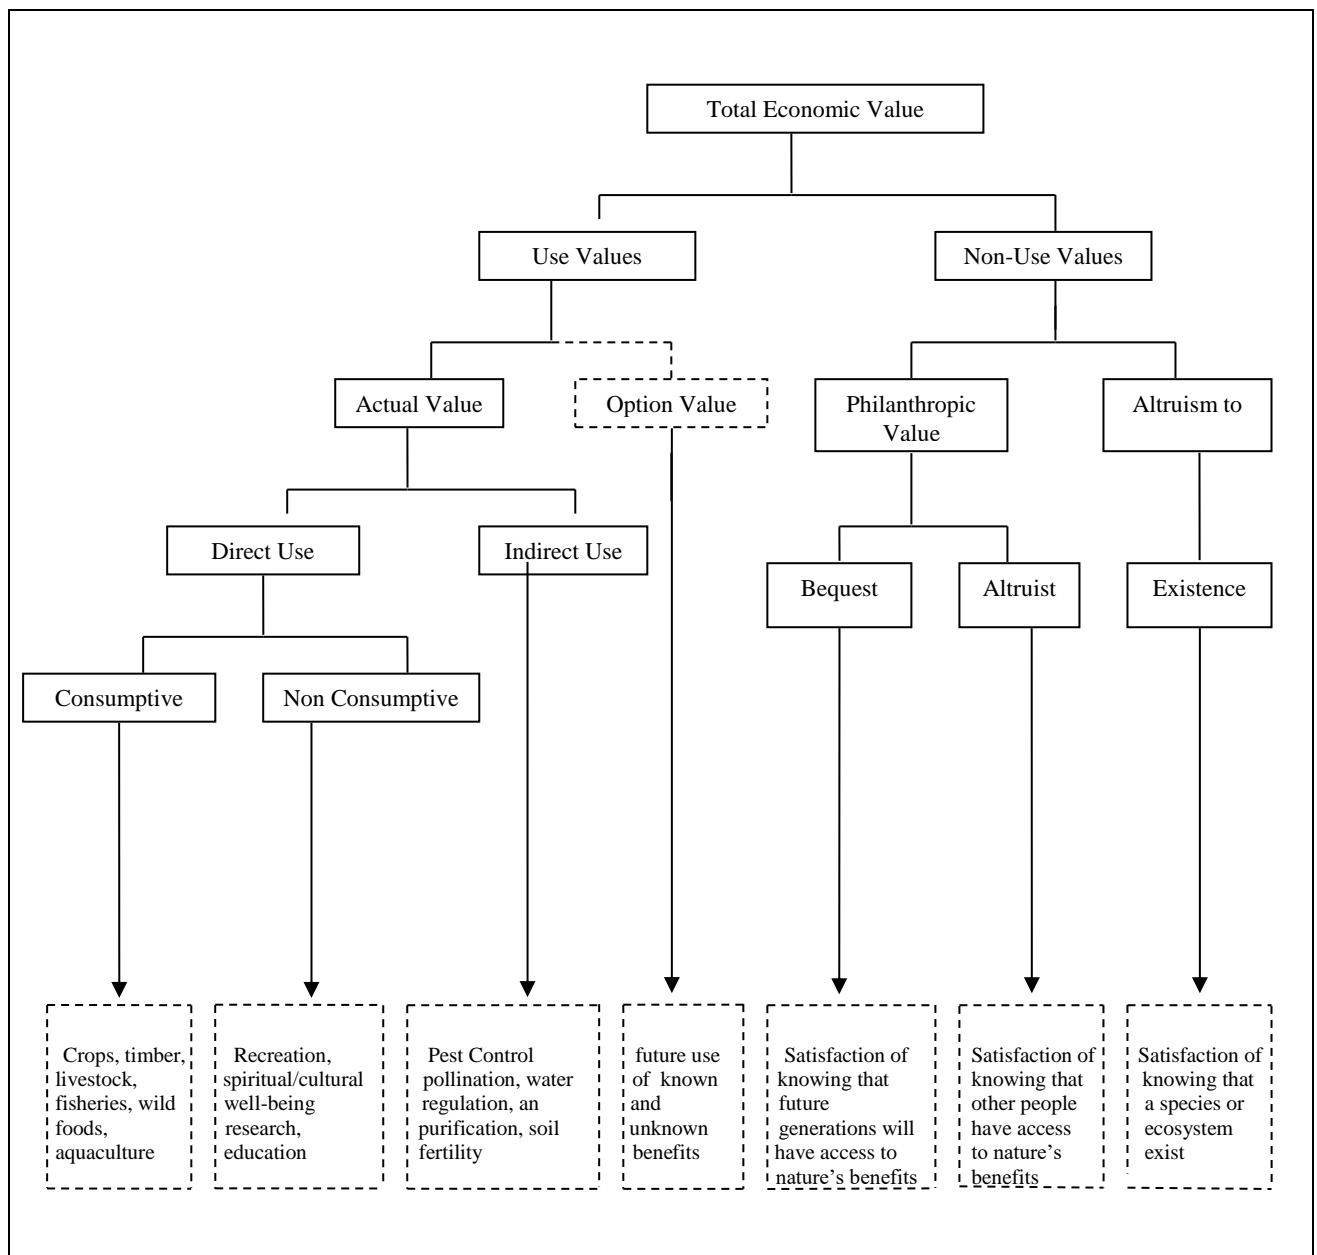 Total Economic Value
Use Values
Non-Use Values
Actual Value
Option Value
Philanthropic
Value
Altruism to
Direct Use
Indirect Use
Bequest
Altruist
Existence
Consumptive
Non Consumptive
Crops, timber,
livestock,
fisheries, wild
foods,
aquaculture
Recreation,
spiritual/cultural
well-being
research,
education
Pest Control
pollination, water
regulation, an
purification, soil
fertility
future use
of known
and
unknown
benefits
Satisfaction of
knowing that
future
generations will
have access to
nature’s benefits
Satisfaction of
knowing that
other people
have access
to nature’s
benefits
Satisfaction of
knowing that
a species or
ecosystem
exist